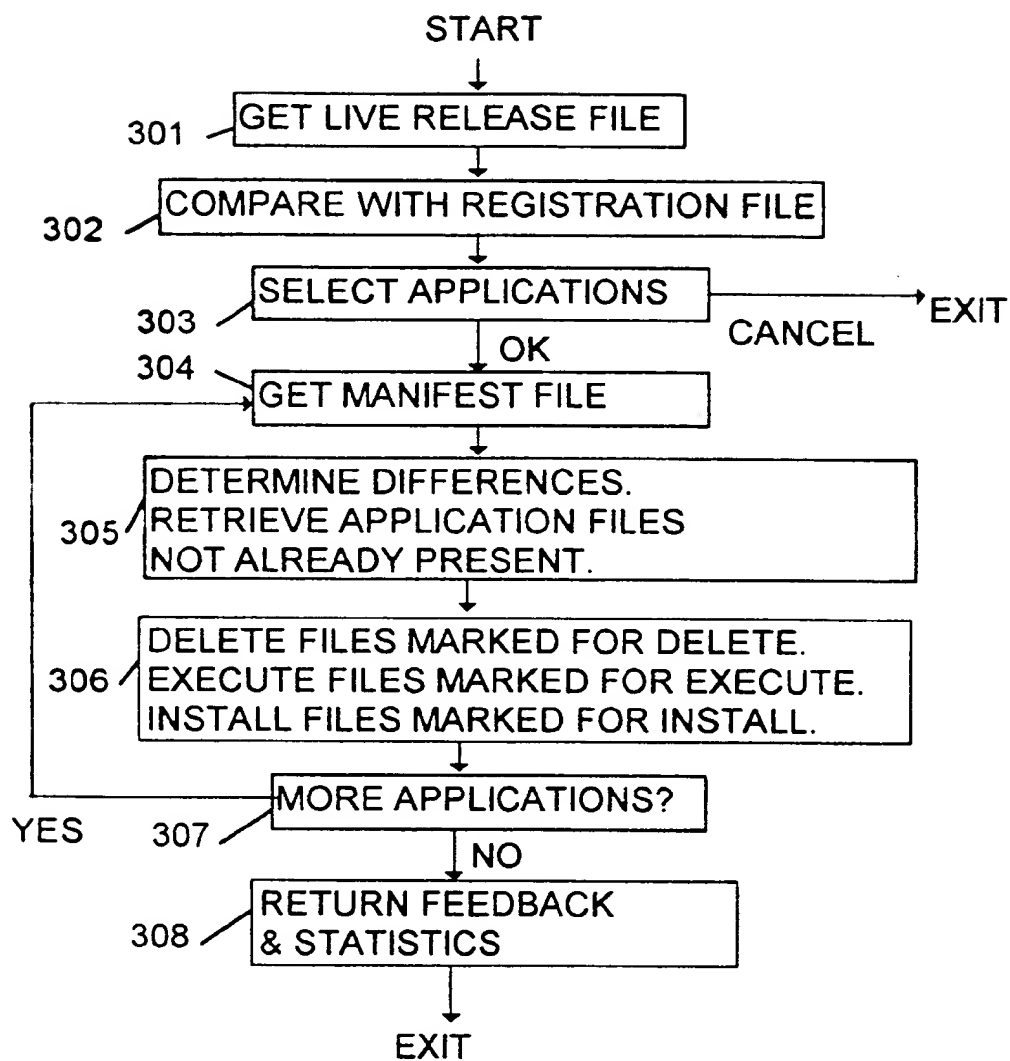 START
301
GET LIVE RELEASE FILE
302
COMPARE WITH REGISTRATION FILE
303
SELECT APPLICATIONS
EXIT
CANCEL
OK
304
GET MANIFEST FILE
305
DETERMINE DIFFERENCES.
RETRIEVE APPLICATION FILES
NOT ALREADY PRESENT.
306
DELETE FILES MARKED FOR DELETE.
EXECUTE FILES MARKED FOR EXECUTE.
INSTALL FILES MARKED FOR INSTALL.
MORE APPLICATIONS?
YES
307
NO
308
RETURN FEEDBACK
& STATISTICS
EXIT